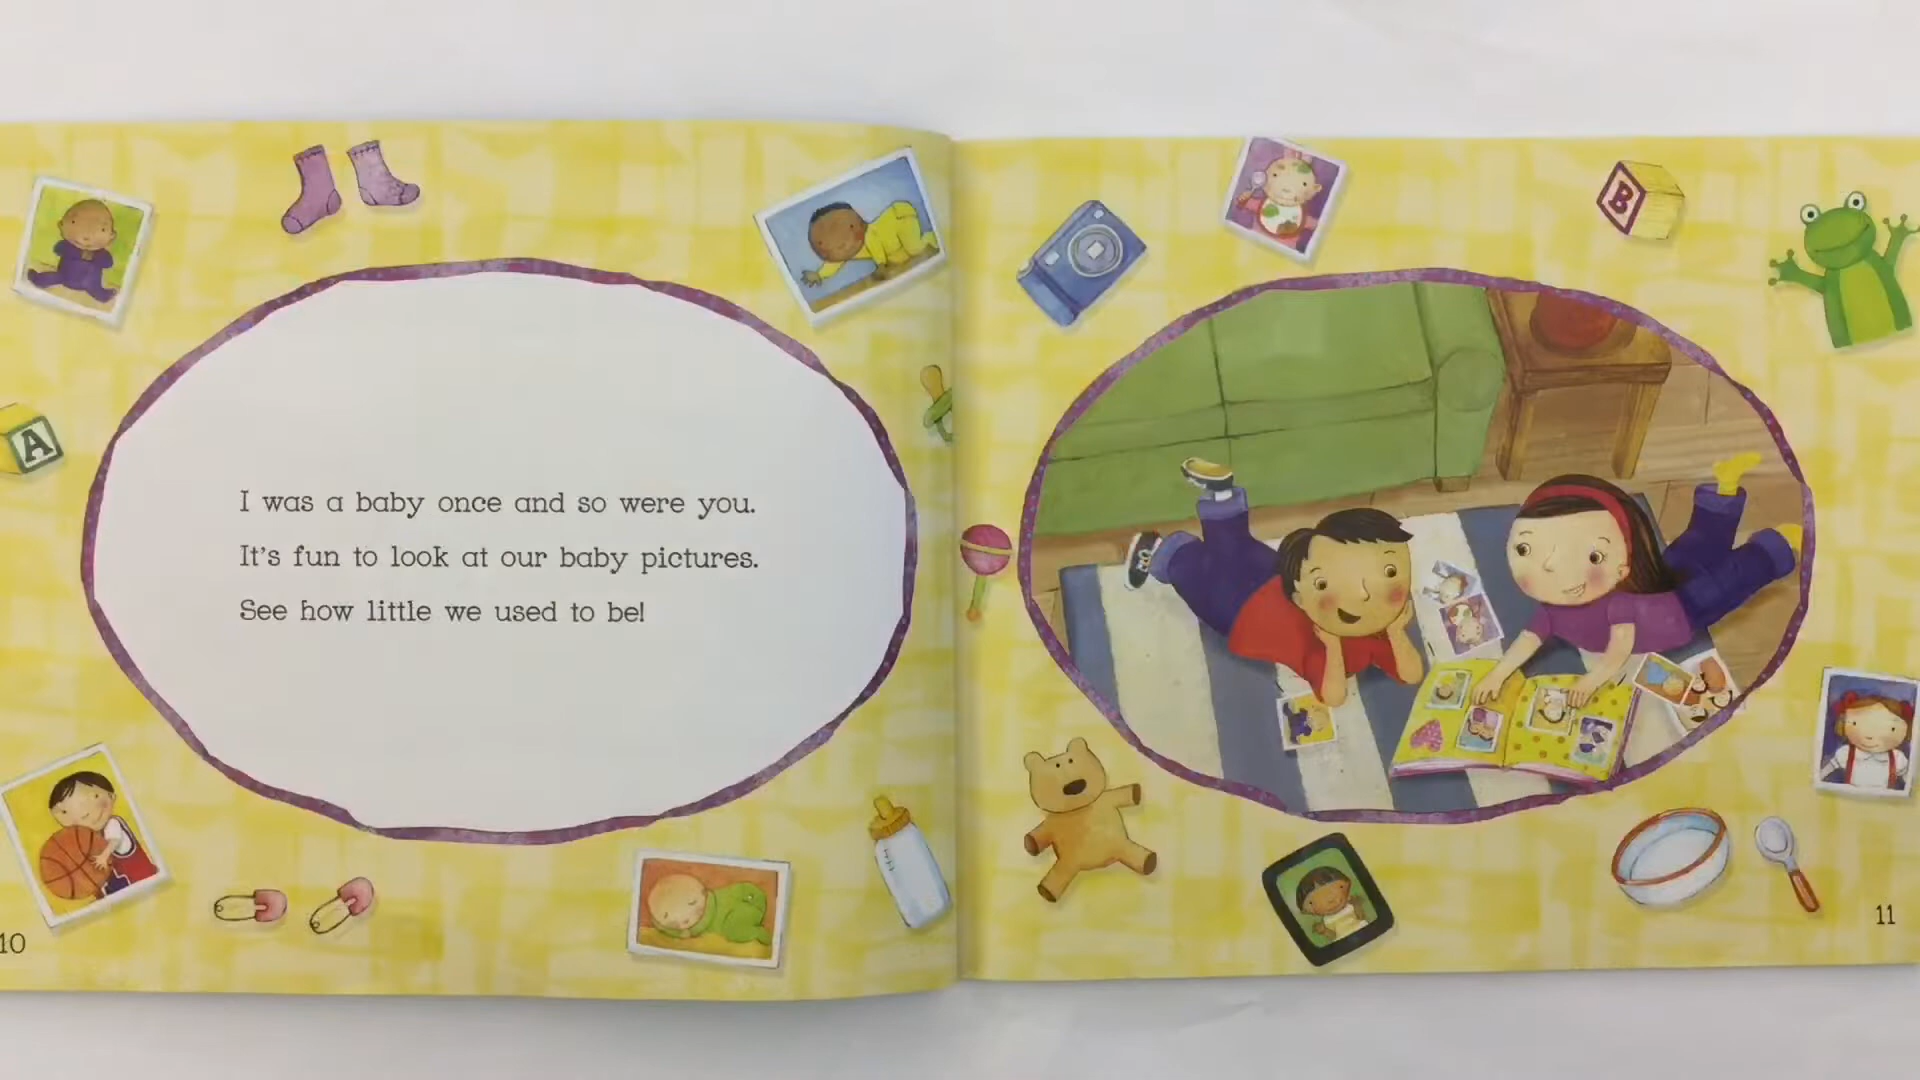 A
I was a baby once and so were you.
It's fun to look at our baby pictures.
See how little we used to be!
10
B
11